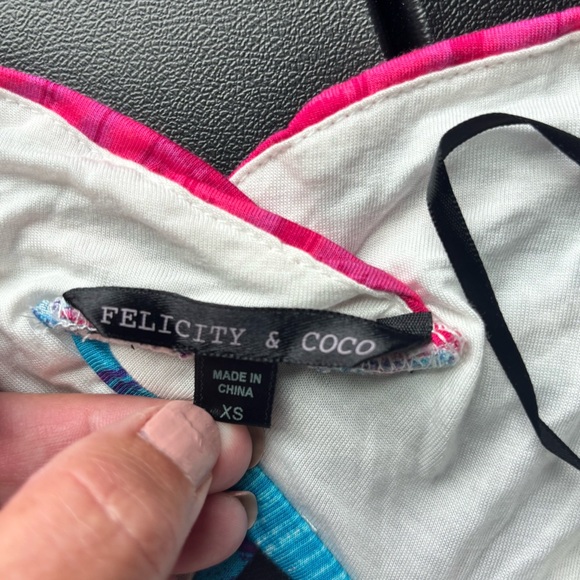 FELICITY & COCO
MADE IN
CHINA
XS